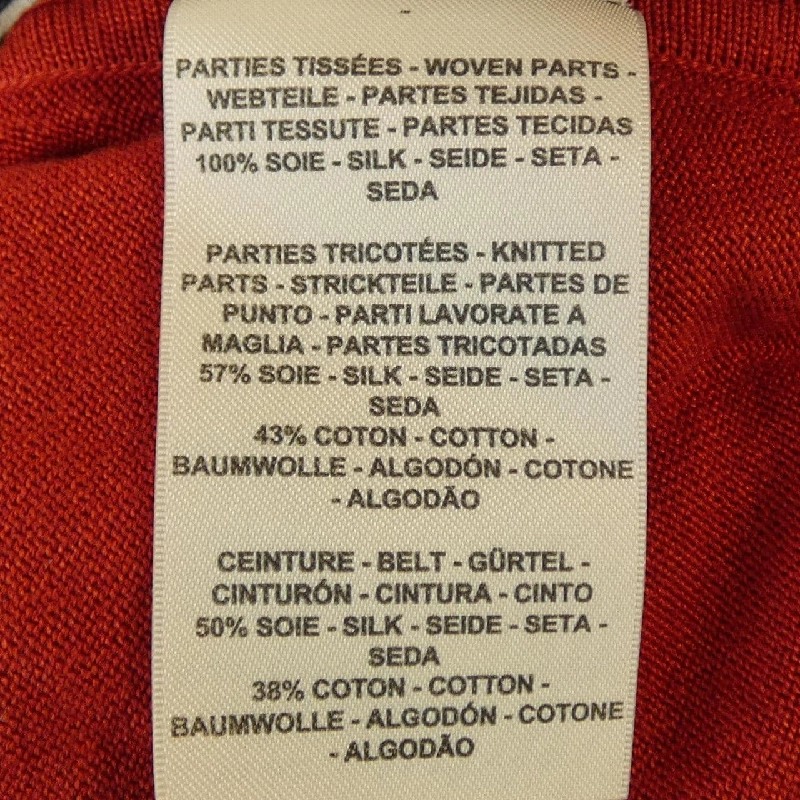 PARTIES TISSÉES - WOVEN PARTS -
WEBTEILE - PARTES TEJIDAS -
PARTI TESSUTE - PARTES TECIDAS
100% SOIE - SILK - SEIDE - SETA -
SEDA
PARTIES TRICOTÉES - KNITTED
PARTS - STRICKTEILE - PARTES DE
PUNTO - PARTI LAVORATE A
MAGLIA - PARTES TRICOTADAS
57% SOIE - SILK - SEIDE - SETA -
SEDA
43% COTON - COTTON -
BAUMWOLLE - ALGODÓN - COTONE
- ALGODÃO
CEINTURE - BELT - GÜRTEL -
CINTURÓN - CINTURA - CINTO
50% SOIE - SILK - SEIDE - SETA -
SEDA
38% COTON - COTTON -
BAUMWOLLE - ALGODÓN - COTONE
- ALGODÃO